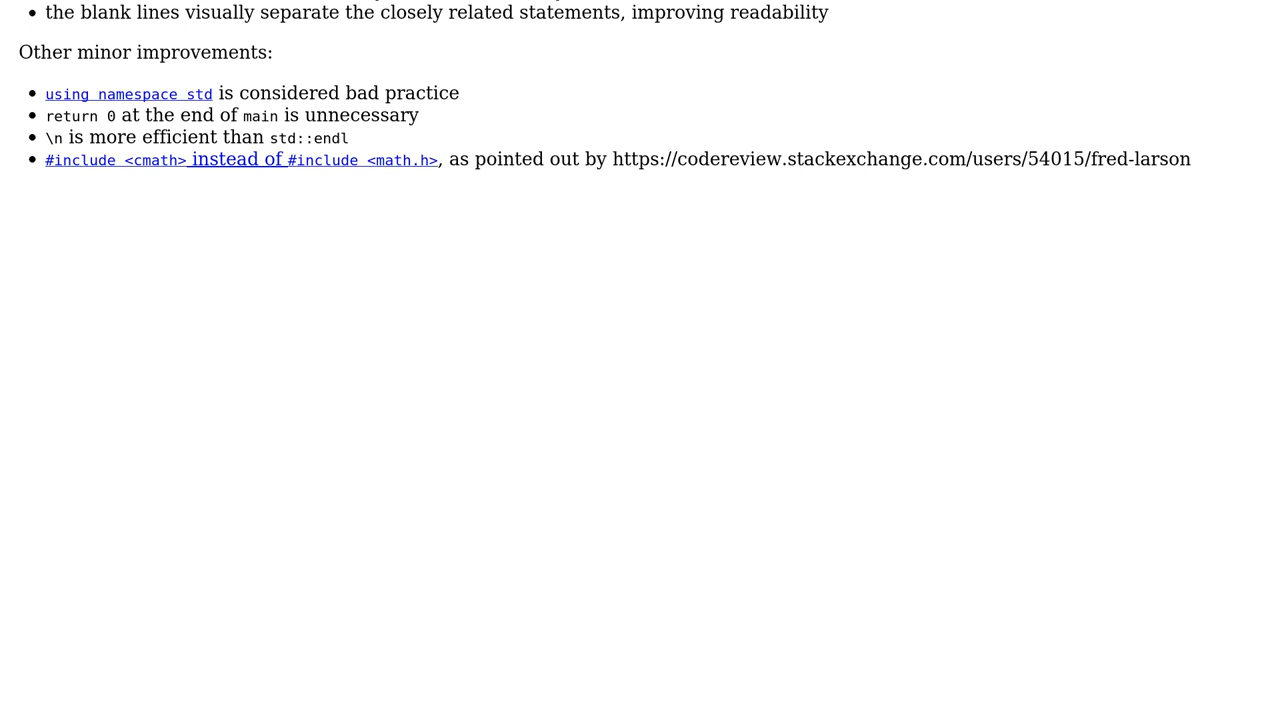 the blank lines visually separate the closely related statements, improving readability
Other minor improvements:
using namespace std is considered bad practice
return 0 at the end of main is unnecessary
\n is more efficient than std::endl
#include <cmath> instead of #include <math.h>, as pointed out by https://codereview.stackexchange.com/users/54015/fred-larson